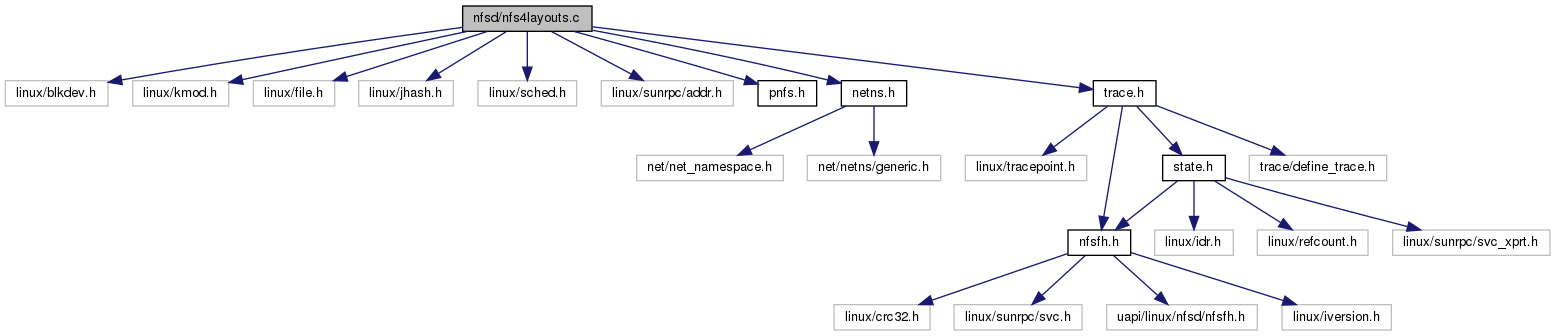 nfsd/nfs4layouts.c
linux/blkdev.h
linux/kmod.h
linux/file.h
linux/jhash.h
linux/sched.h
linux/sunrpc/addr.h
pnfs.h
netns.h
trace.h
net/net_namespace.h
net/netns/generic.h
linux/tracepoint.h
state.h
trace/define_trace.h
nfsfh.h
linux/idr.h
linux/refcount.h
linux/sunrpc/svc_xprt.h
linux/crc32.h
linux/sunrpc/svc.h
uapi/linux/nfsd/nfsfh.h
linux/iversion.h